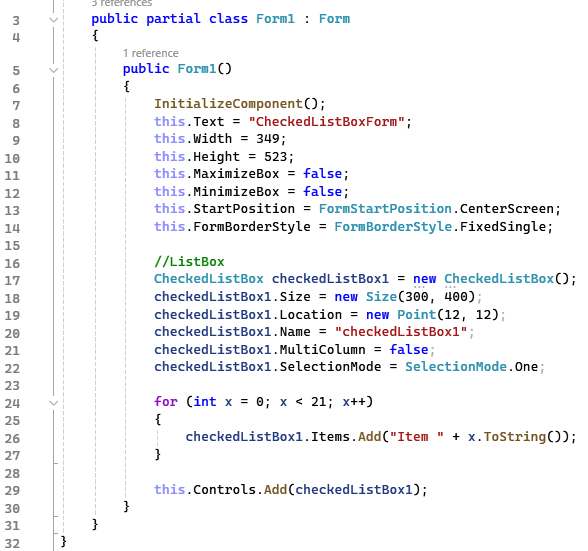 3 references
3 public partial class Form1 : Form
4 {
1 reference
5 public Form1()
6 {
7 InitializeComponent();
8 this.Text = "CheckedListBoxForm";
9 this.Width = 349;
10 this.Height = 523;
11 this.MaximizeBox = false;
12 this.MinimizeBox = false;
13 this.StartPosition = FormStartPosition.CenterScreen;
14 this.FormBorderStyle = FormBorderStyle.FixedSingle;
15
16 //ListBox
17 CheckedListBox checkedListBox1 = new CheckedListBox();
18 checkedListBox1.Size = new Size(300, 400);
19 checkedListBox1.Location = new Point(12, 12);
20 checkedListBox1.Name = "checkedListBox1";
21 checkedListBox1.MultiColumn = false;
22 checkedListBox1.SelectionMode = SelectionMode.One;
23
24 for (int x = 0; x < 21; x++)
25 {
26 checkedListBox1.Items.Add("Item " + x.ToString());
27 }
28
29 this.Controls.Add(checkedListBox1);
30 }
31 }
32 }